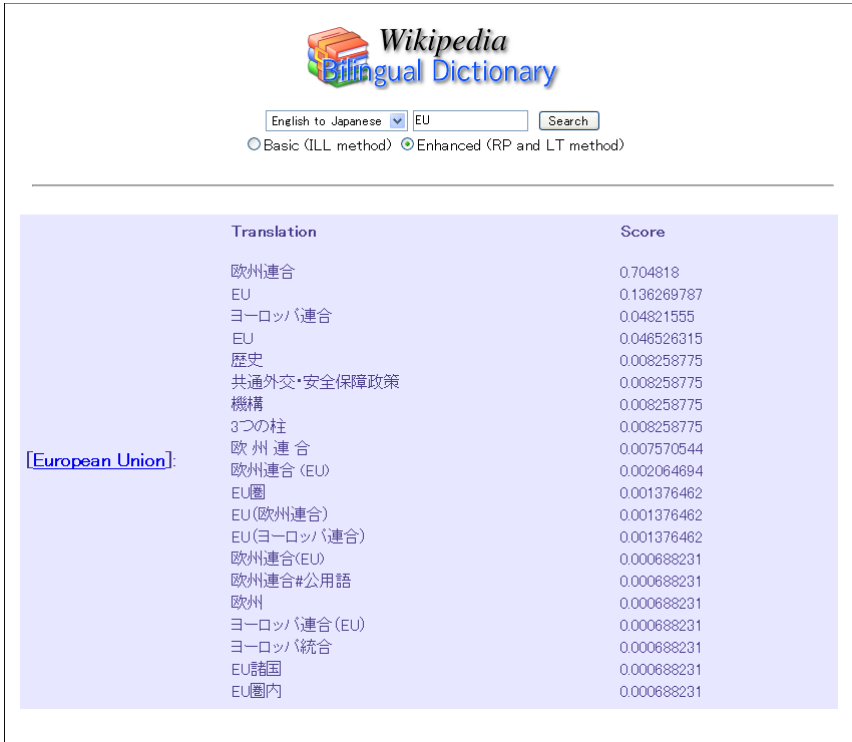 Wikipedia
Bilingual Dictionary
English to Japanese EU Search
Basic (ILL method) Enhanced (RP and LT method)
Translation Score
欧州連合 0.704818
EU 0.136269787
ヨーロッパ連合 0.04821555
EU 0.046526315
歴史 0.008258775
共通外交・安全保障政策 0.008258775
機構 0.008258775
3つの柱 0.008258775
欧 州 連 合 0.007570544
[European Union]:
欧州連合 (EU) 0.002064694
EU圏 0.001376462
EU(欧州連合) 0.001376462
EU(ヨーロッパ連合) 0.001376462
欧州連合(EU) 0.000688231
欧州連合#公用語 0.000688231
欧州 0.000688231
ヨーロッパ連合(EU) 0.000688231
ヨーロッパ統合 0.000688231
EU諸国 0.000688231
EU圏内 0.000688231